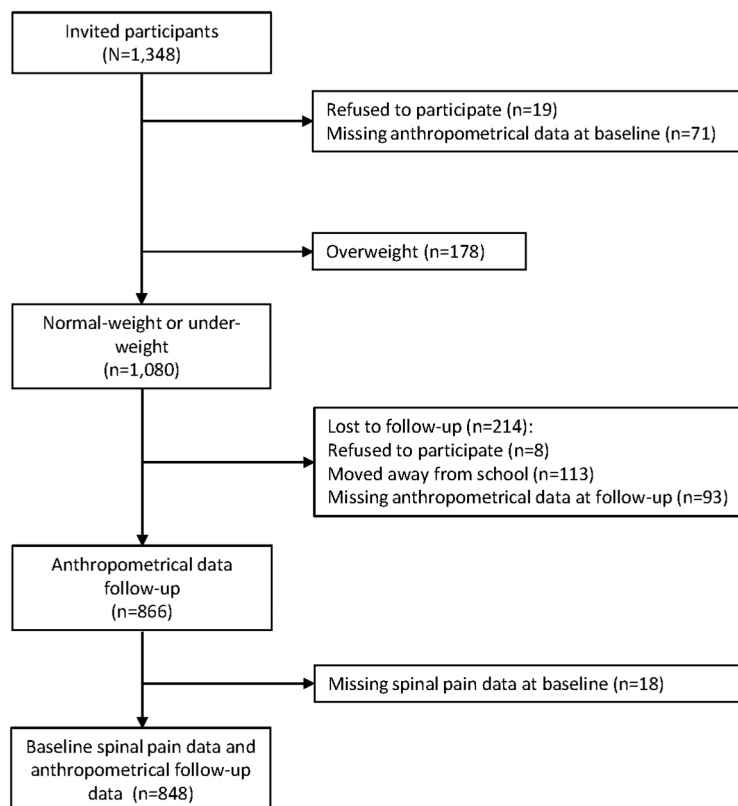 Invited participants
(N=1,348)
Refused to participate (n=19)
Missing anthropometrical data at baseline (n=71)
Overweight (n=178)
Normal-weight or under-
weight
(n=1,080)
Lost to follow-up (n=214):
Refused to participate (n=8)
Moved away from school (n=113)
Missing anthropometrical data at follow-up (n=93)
Anthropometrical data
follow-up
(n=866)
Missing spinal pain data at baseline (n=18)
Baseline spinal pain data and
anthropometrical follow-up
data (n=848)